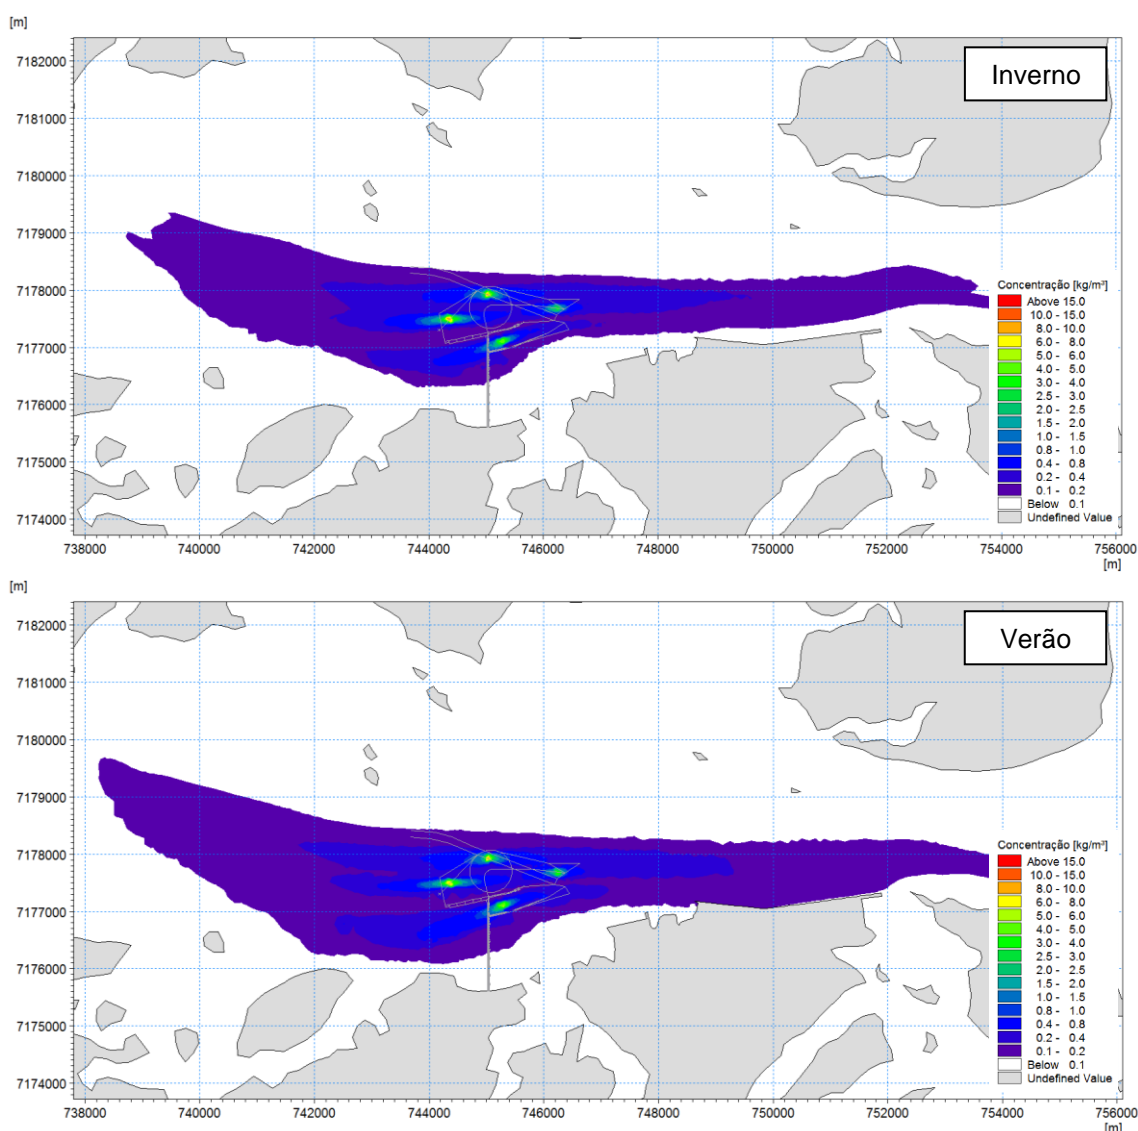 [m]
7182000
Inverno
7181000
7180000
7179000
7178000
7177000
7176000
7175000
7174000
Concentração [kg/m³]
Above 15.0
10.0 - 15.0
8.0 - 10.0
6.0 - 8.0
5.0 - 6.0
4.0 - 5.0
3.0 - 4.0
2.5 - 3.0
2.0 - 2.5
1.5 - 2.0
1.0 - 1.5
0.8 - 1.0
0.4 - 0.8
0.2 - 0.4
0.1 - 0.2
Below 0.1
Undefined Value
738000 740000 742000 744000 746000 748000 750000 752000 754000 756000
[m]
[m]
7182000
Verão
7181000
7180000
7179000
7178000
7177000
7176000
7175000
7174000
Concentração [kg/m³]
Above 15.0
10.0 - 15.0
8.0 - 10.0
6.0 - 8.0
5.0 - 6.0
4.0 - 5.0
3.0 - 4.0
2.5 - 3.0
2.0 - 2.5
1.5 - 2.0
1.0 - 1.5
0.8 - 1.0
0.4 - 0.8
0.2 - 0.4
0.1 - 0.2
Below 0.1
Undefined Value
738000 740000 742000 744000 746000 748000 750000 752000 754000 756000
[m]